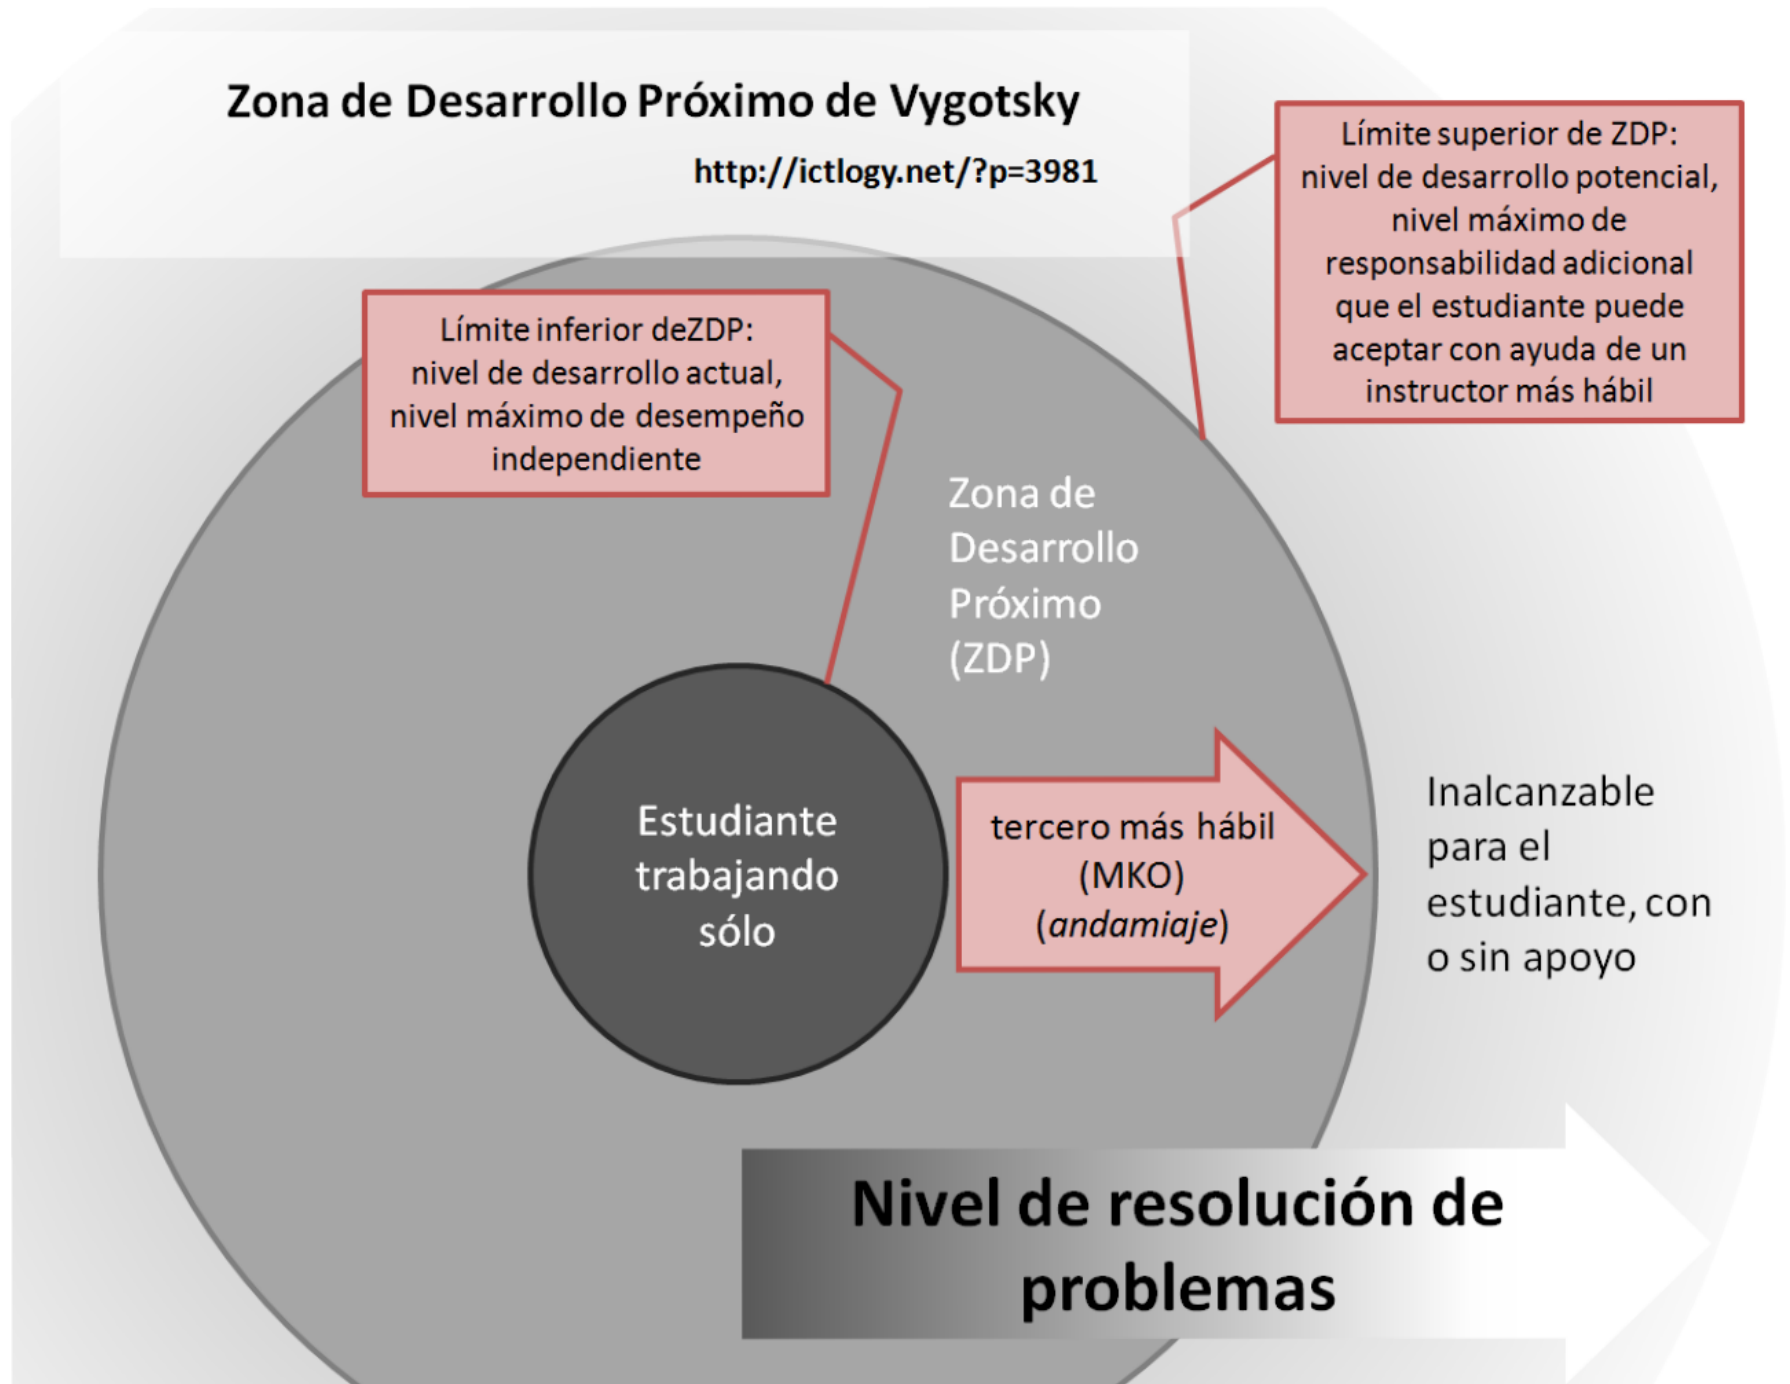 Zona de Desarrollo Próximo de Vygotsky
http://ictlogy.net/?p=3981
Límite superior de ZDP:
nivel de desarrollo potencial,
nivel máximo de
responsabilidad adicional
que el estudiante puede
aceptar con ayuda de un
instructor más hábil
Límite inferior deZDP:
nivel de desarrollo actual,
nivel máximo de desempeño
independiente
Zona de
Desarrollo
Próximo
(ZDP)
Estudiante
trabajando
sólo
tercero más hábil
(MKO)
(andamiaje)
Inalcanzable
para el
estudiante, con
o sin apoyo
Nivel de resolución de
problemas